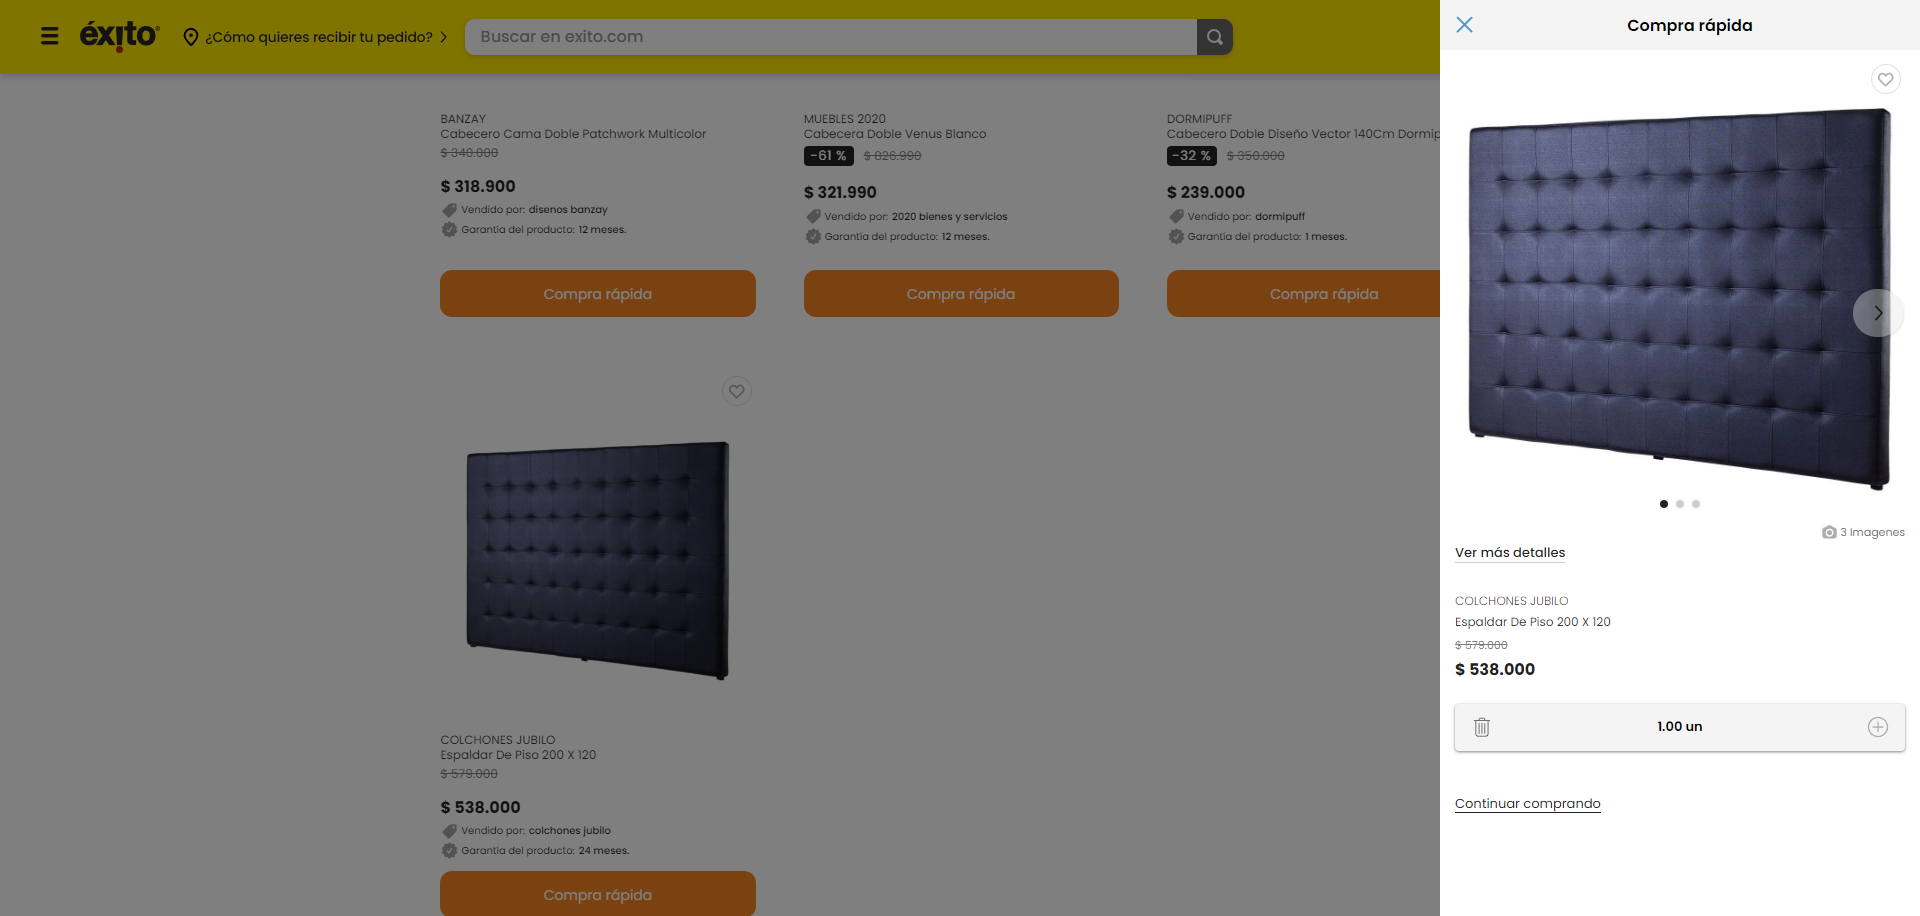 éxito
¿Cómo quieres recibir tu pedido?
Buscar en exito.com
BANZAY
Cabecero Cama Doble Patchwork Multicolor
$ 340.000
$ 318.900
Vendido por: disenos banzay
Garantía del producto: 12 meses.
Compra rápida
MUEBLES 2020
Cabecera Doble Venus Blanco
-61 % $ 826.990
$ 321.990
Vendido por: 2020 bienes y servicios
Garantía del producto: 12 meses.
Compra rápida
DORMIPUFF
Cabecero Doble Diseño Vector 140Cm Dormip
-32 % $ 350.000
$ 239.000
Vendido por: dormipuff
Garantía del producto: 1 meses.
Compra rápida
COLCHONES JUBILO
Espaldar De Piso 200 X 120
$ 579.000
$ 538.000
Vendido por: colchones jubilo
Garantía del producto: 24 meses.
Compra rápida
Compra rápida
3 Imagenes
Ver más detalles
COLCHONES JUBILO
Espaldar De Piso 200 X 120
$ 579.000
$ 538.000
1.00 un
Continuar comprando